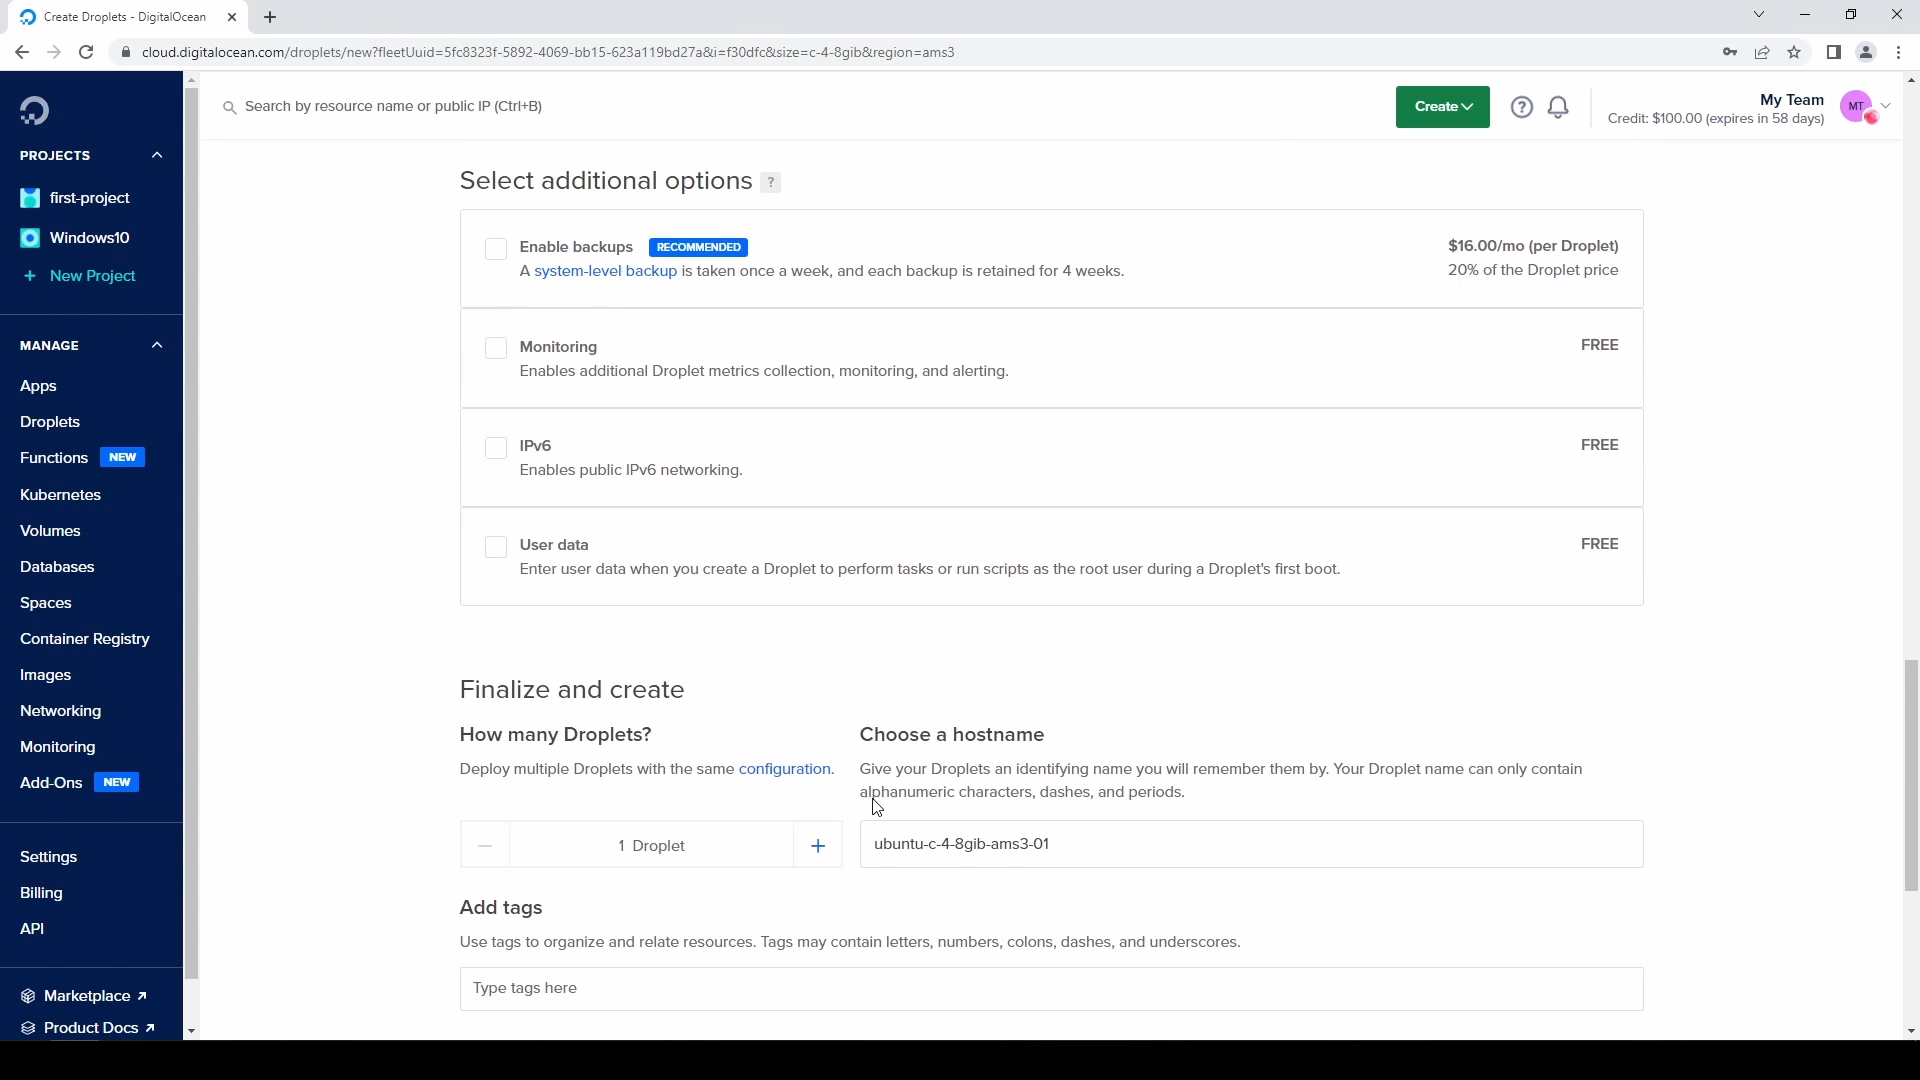 Create Droplets - DigitalOcean
cloud.digitalocean.com/droplets/new?fleetUuid=5fc8323f-5892-4069-bb15-623a119bd27a&i=f30dfc&size=c-4-8gib&region=ams3
Search by resource name or public IP (Ctrl+B)
Create
My Team
Credit: $100.00 (expires in 58 days)
MT
PROJECTS
first-project
Windows10
+ New Project
MANAGE
Apps
Droplets
Functions NEW
Kubernetes
Volumes
Databases
Spaces
Container Registry
Images
Networking
Monitoring
Add-Ons NEW
Settings
Billing
API
Marketplace ↗
Product Docs ↗
Select additional options ?
Enable backups RECOMMENDED
$16.00/mo (per Droplet)
A system-level backup is taken once a week, and each backup is retained for 4 weeks.
20% of the Droplet price
Monitoring
FREE
Enables additional Droplet metrics collection, monitoring, and alerting.
IPv6
FREE
Enables public IPv6 networking.
User data
FREE
Enter user data when you create a Droplet to perform tasks or run scripts as the root user during a Droplet's first boot.
Finalize and create
How many Droplets?
Deploy multiple Droplets with the same configuration.
1 Droplet
Choose a hostname
Give your Droplets an identifying name you will remember them by. Your Droplet name can only contain
alphanumeric characters, dashes, and periods.
ubuntu-c-4-8gib-ams3-01
Add tags
Use tags to organize and relate resources. Tags may contain letters, numbers, colons, dashes, and underscores.
Type tags here